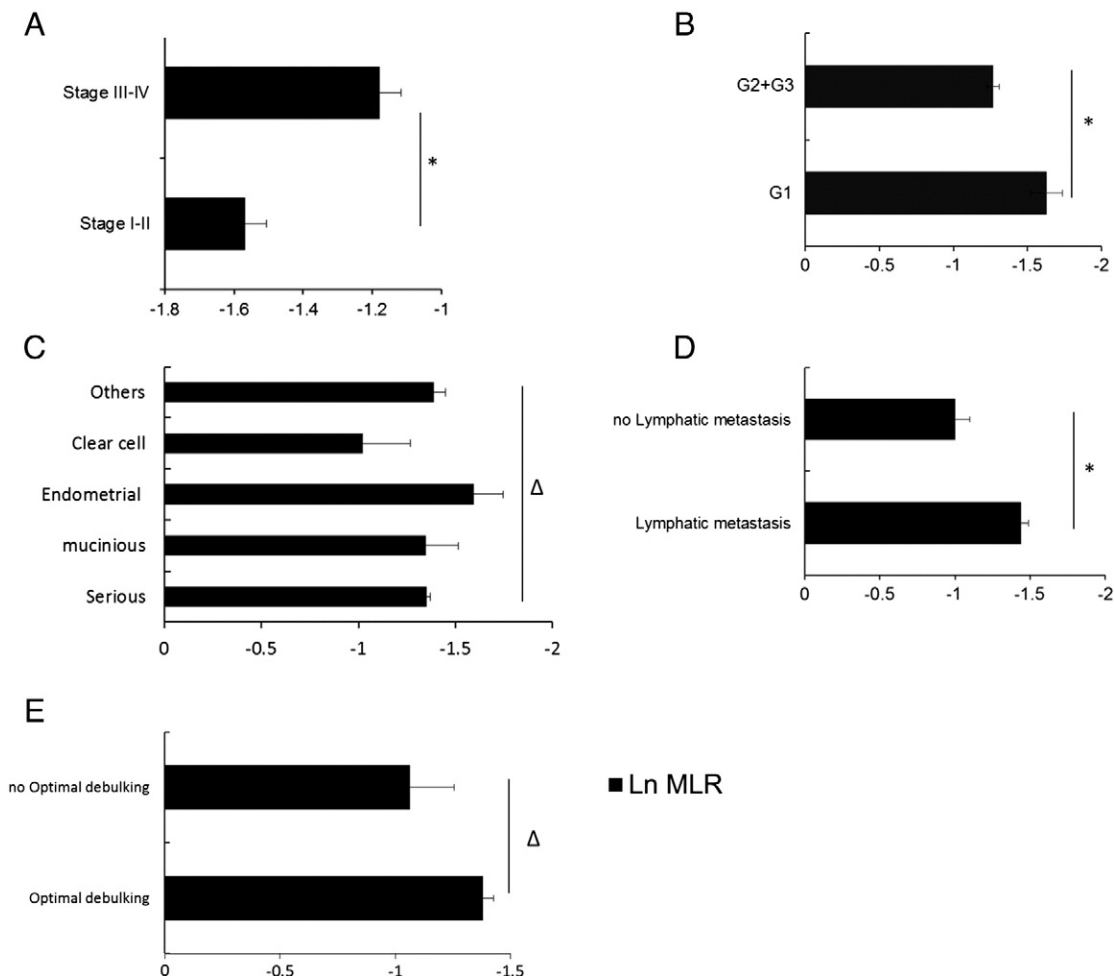 A
Stage III-IV
*
Stage I-II
-1.8 -1.6 -1.4 -1.2 -1
B
G2+G3
*
G1
0 -0.5 -1 -1.5 -2
C
Others
Clear cell
Endometrial
Δ
mucinious
Serious
0 -0.5 -1 -1.5 -2
D
no Lymphatic metastasis
*
Lymphatic metastasis
0 -0.5 -1 -1.5 -2
E
no Optimal debulking
Δ
Optimal debulking
0 -0.5 -1 -1.5
Ln MLR